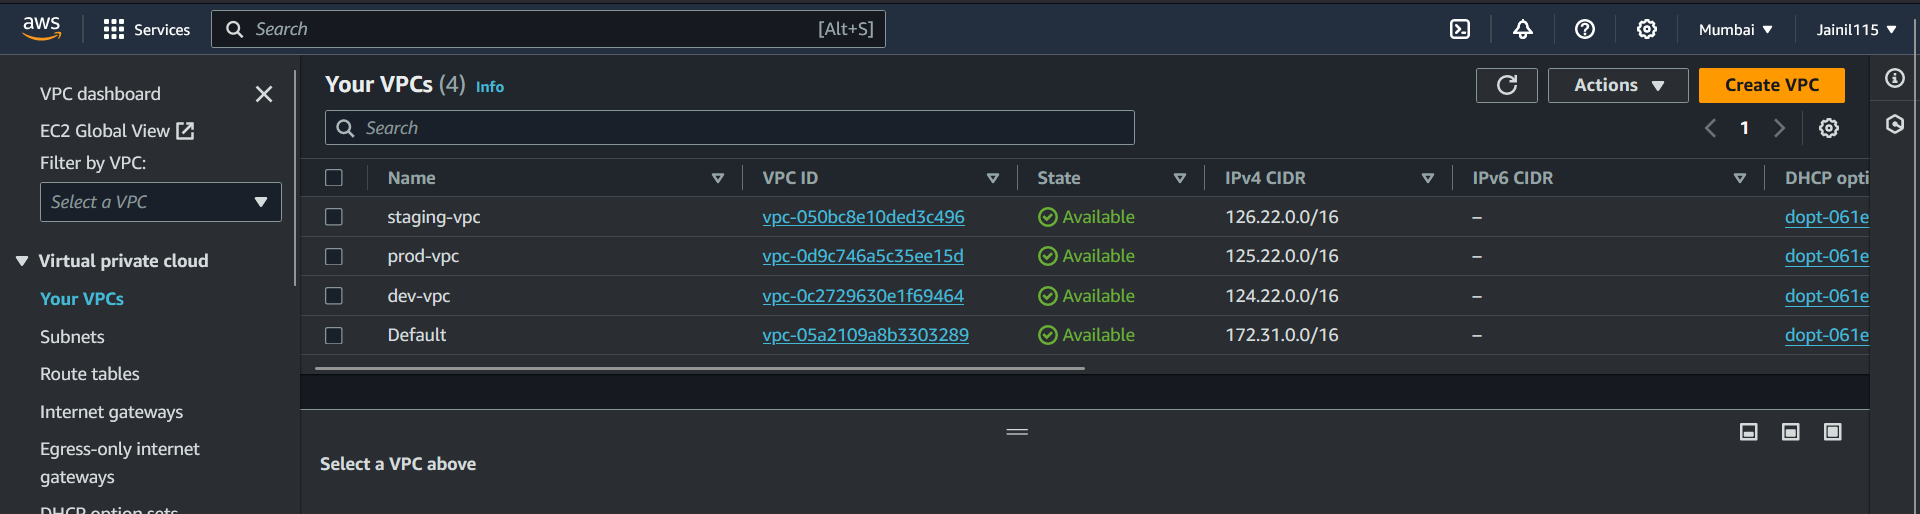 aws
Services
Search [Alt+S]
Mumbai
Jainil115
VPC dashboard
EC2 Global View
Filter by VPC:
Select a VPC
Virtual private cloud
Your VPCs
Subnets
Route tables
Internet gateways
Egress-only internet
gateways
DHCP option sets
Your VPCs (4) Info
Actions
Create VPC
Search
1
Name VPC ID State IPv4 CIDR IPv6 CIDR DHCP opti
staging-vpc vpc-050bc8e10ded3c496 Available 126.22.0.0/16 – dopt-061e
prod-vpc vpc-0d9c746a5c35ee15d Available 125.22.0.0/16 – dopt-061e
dev-vpc vpc-0c2729630e1f69464 Available 124.22.0.0/16 – dopt-061e
Default vpc-05a2109a8b3303289 Available 172.31.0.0/16 – dopt-061e
Select a VPC above